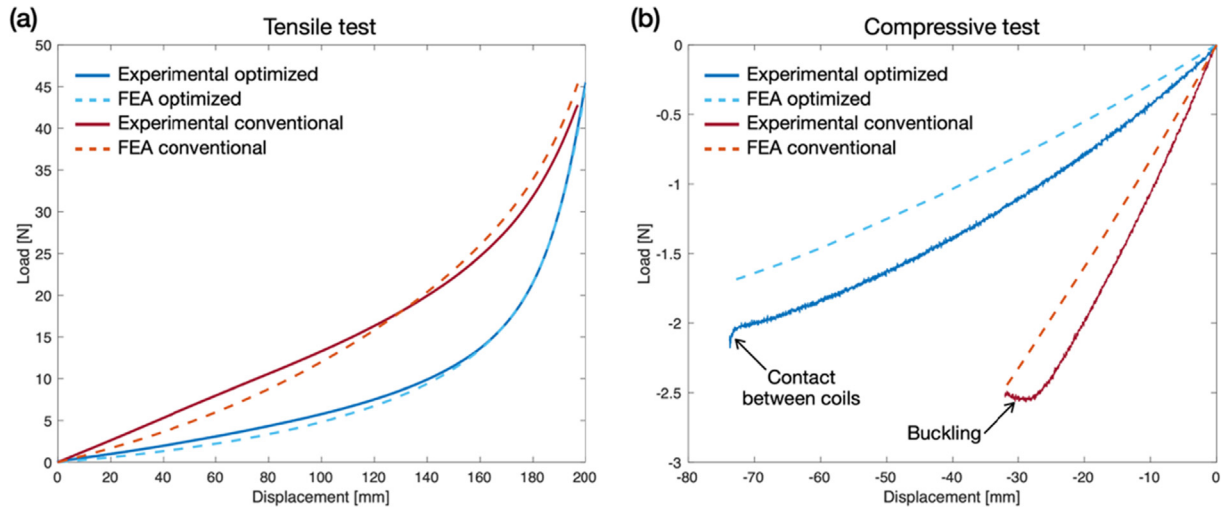 (a)
Tensile test
Experimental optimized
FEA optimized
Experimental conventional
FEA conventional
50
45
40
35
30
25
20
15
10
5
0
Load [N]
0 20 40 60 80 100 120 140 160 180 200
Displacement [mm]
(b)
Compressive test
Experimental optimized
FEA optimized
Experimental conventional
FEA conventional
0
-0.5
-1
-1.5
-2
-2.5
-3
Load [N]
Contact
between coils
Buckling
-80 -70 -60 -50 -40 -30 -20 -10 0
Displacement [mm]